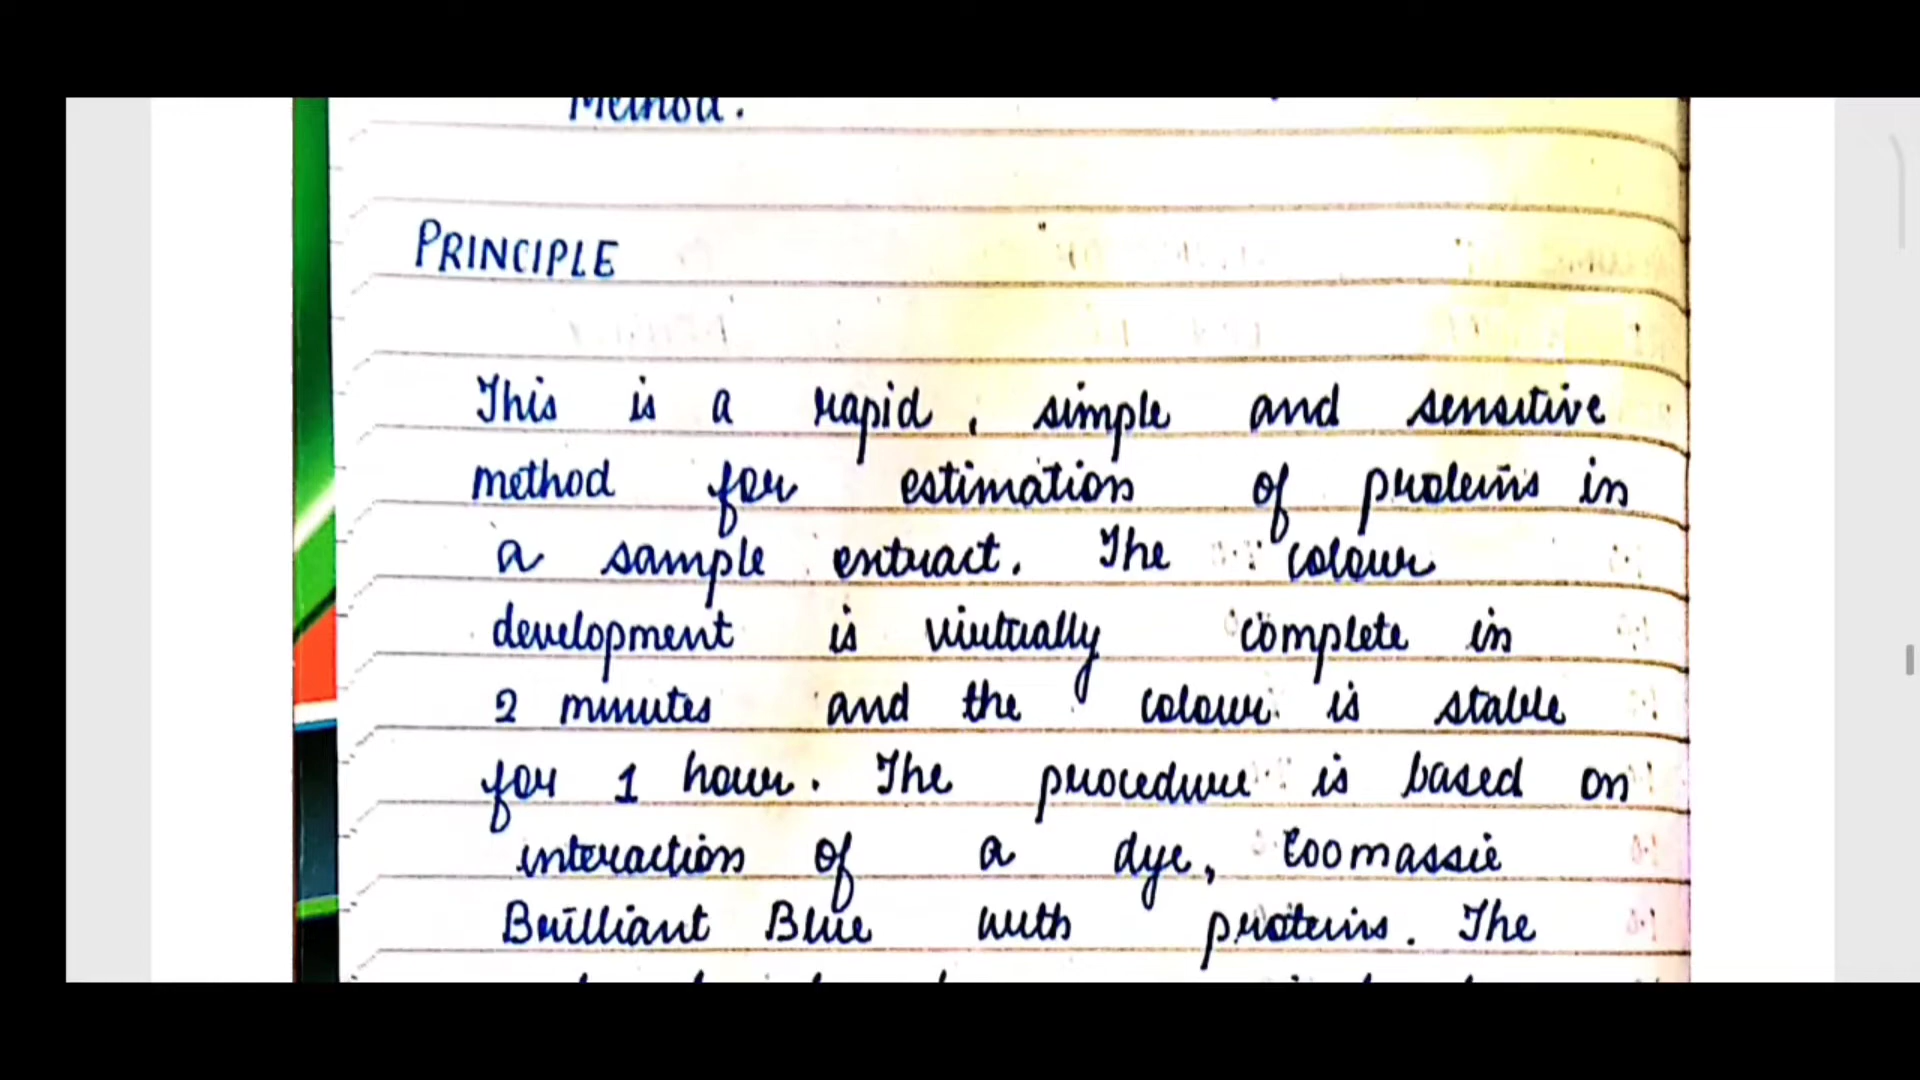 Method.
PRINCIPLE
This is a rapid, simple and sensitive
method for estimation of proteins in
a sample extract. The colour
development is virtually complete in
2 minutes and the colour is stable
for 1 hour. The procedure is based on
interaction of a dye, Coomassie
Brilliant Blue with proteins. The